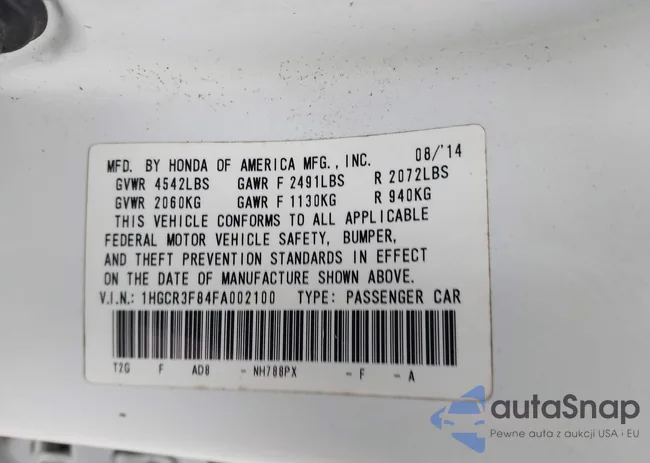 MFD. BY HONDA OF AMERICA MFG., INC. 08/'14
GVWR 4542LBS GAWR F 2491LBS R 2072LBS
GVWR 2060KG GAWR F 1130KG R 940KG
THIS VEHICLE CONFORMS TO ALL APPLICABLE
FEDERAL MOTOR VEHICLE SAFETY, BUMPER,
AND THEFT PREVENTION STANDARDS IN EFFECT
ON THE DATE OF MANUFACTURE SHOWN ABOVE.
V.I.N.: 1HGCR3F84FA002100 TYPE: PASSENGER CAR
T2G F AD8 - NH788PX - F - A
autaSnap
Pewne auta z aukcji USA i EU